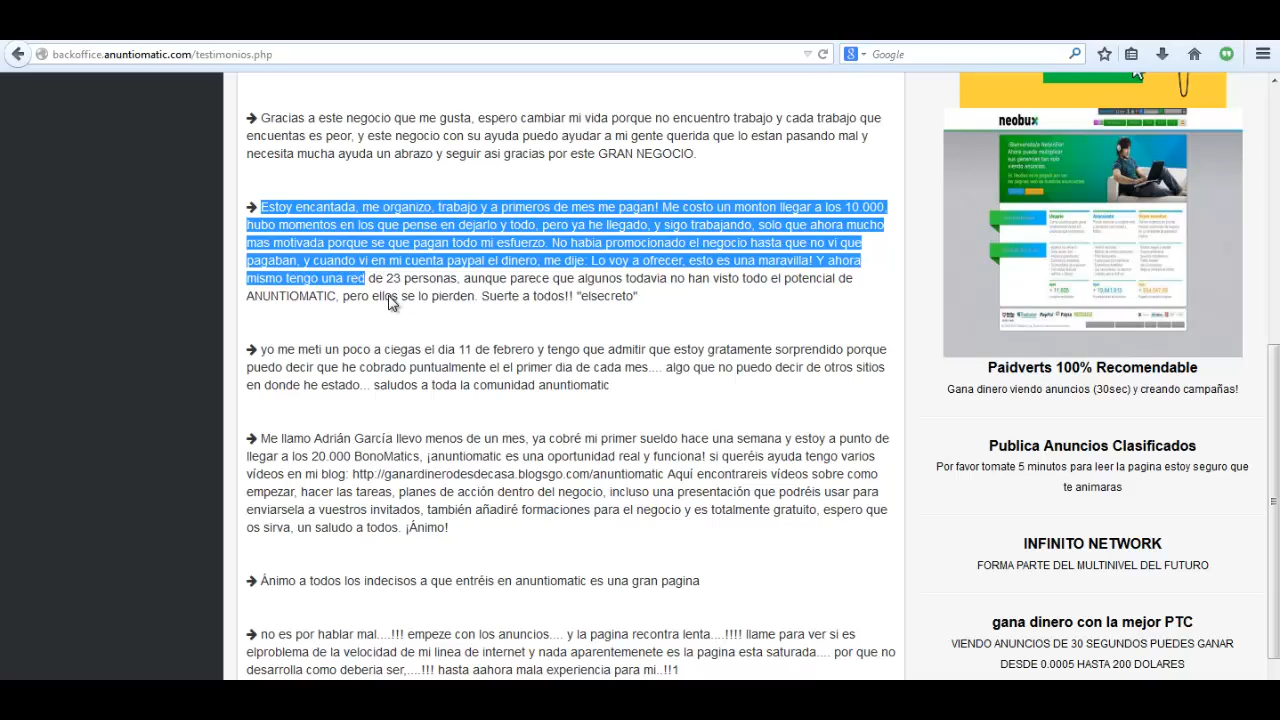 backoffice.anuntiomatic.com/testimonios.php
Google
Gracias a este negocio que me ayuda. Espero cambiar mi vida porque no encuentro trabajo y cada trabajo que
encuentas peor, y este negocio me ayuda puedo ayudar a mi gente querida que lo estan pasando mal y
necesita mucha ayuda un abrazo y seguir asi gracias por este GRAN NEGOCIO.
Estoy encantada, me organizo, trabajo y a primeros de mes me pagan! Me costo un monton llegar a los 10.000,
hubo momentos en los que pense en dejarlo y todo, pero ya he llegado, y sigo trabajando, solo que ahora mucho
mas motivada porque se que pagan todo mi esfuerzo. No habia promocionado el negocio hasta que no vi que
pagaban, y cuando vi en mi cuenta paypal el dinero, me dije: Lo voy a ofrecer, esto es una maravilla! Y ahora
mismo tengo una red de 23 personas, aunque parece que algunos todavia no han visto todo el potencial de
ANUNTIOMATIC, pero ellos se lo pierden. Suerte a todos!! "elsecreto"
yo me meti un poco a ciegas el dia 11 de febrero y tengo que admitir que estoy gratamente sorprendido porque
puedo decir que he cobrado puntualmente el el primer dia de cada mes.... algo que no puedo decir de otros sitios
en donde he estado... saludos a toda la comunidad anuntiomatic
Me llamo Adrián García llevo menos de un mes, ya cobré mi primer sueldo hace una semana y estoy a punto de
llegar a los 20.000 BonoMatics, ¡anuntiomatic es una oportunidad real y funciona! si queréis ayuda tengo varios
vídeos en mi blog: http://ganardinerodesdecasa.blogsgo.com/anuntiomatic Aquí encontrareis vídeos sobre como
empezar, hacer las tareas, planes de acción dentro del negocio, incluso una presentación que podréis usar para
enviarsela a vuestros invitados, también añadiré formaciones para el negocio y es totalmente gratuito, espero que
os sirva, un saludo a todos. ¡Ánimo!
Ánimo a todos los indecisos a que entréis en anuntiomatic es una gran pagina
no es por hablar mal....!!! empeze con los anuncios.... y la pagina recontra lenta....!!!! llame para ver si es
elproblema de la velocidad de mi linea de internet y nada aparentemenete es la pagina esta saturada.... por que no
desarrolla como deberia ser,....!!! hasta aahora mala experiencia para mi..!!1
neobux
Paidverts 100% Recomendable
Gana dinero viendo anuncios (30sec) y creando campañas!
Publica Anuncios Clasificados
Por favor tomate 5 minutos para leer la pagina estoy seguro que
te animaras
INFINITO NETWORK
FORMA PARTE DEL MULTINIVEL DEL FUTURO
gana dinero con la mejor PTC
VIENDO ANUNCIOS DE 30 SEGUNDOS PUEDES GANAR
DESDE 0.0005 HASTA 200 DOLARES